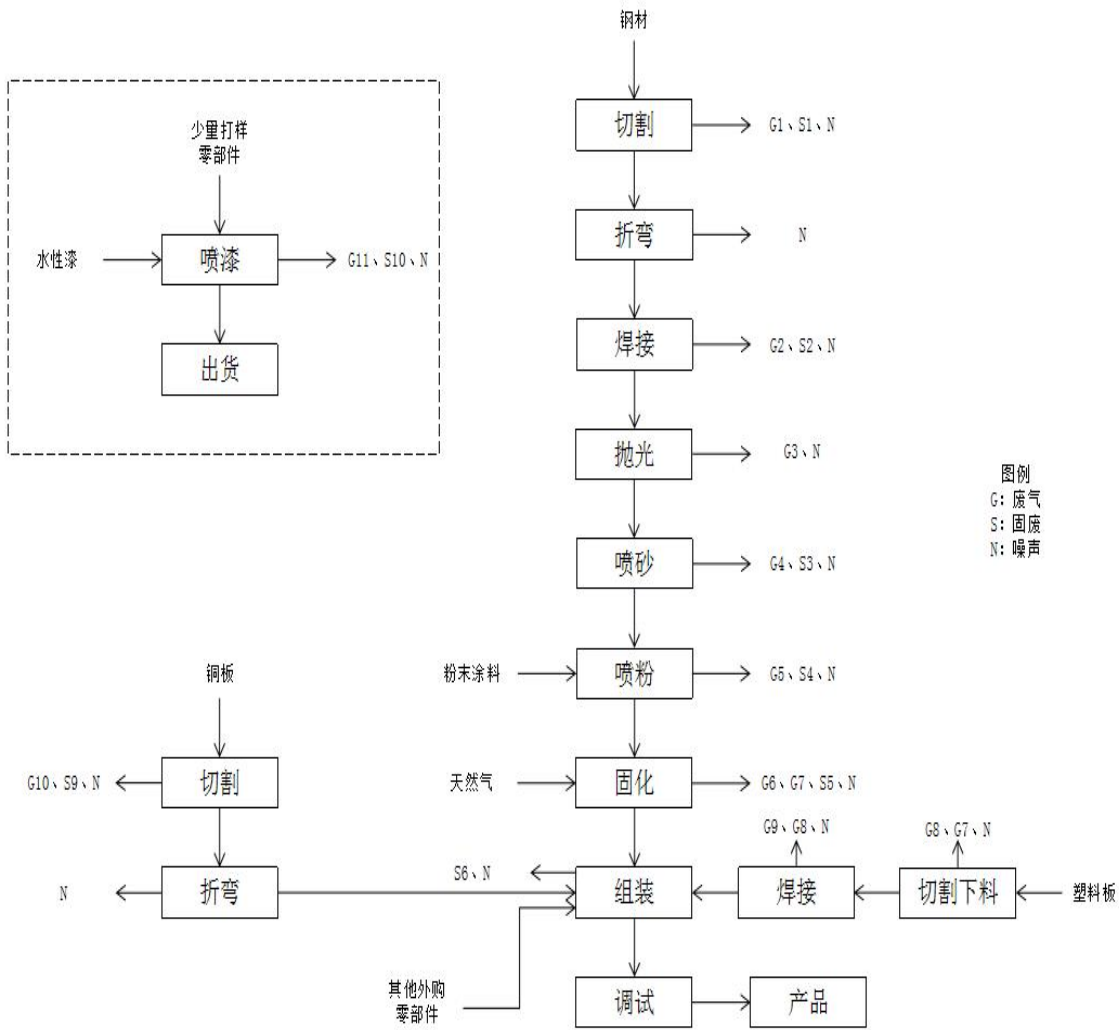 钢材
切割
G1、S1、N
折弯
N
焊接
G2、S2、N
抛光
G3、N
喷砂
G4、S3、N
粉末涂料
喷粉
G5、S4、N
天然气
固化
G6、G7、S5、N
少量打样
零部件
水性漆
喷漆
G11、S10、N
出货
图例
G: 废气
S: 固废
N: 噪声
铜板
G10、S9、N
切割
N
折弯
S6、N
组装
G9、G8、N
焊接
G8、G7、N
切割下料
塑料板
其他外购
零部件
调试
产品